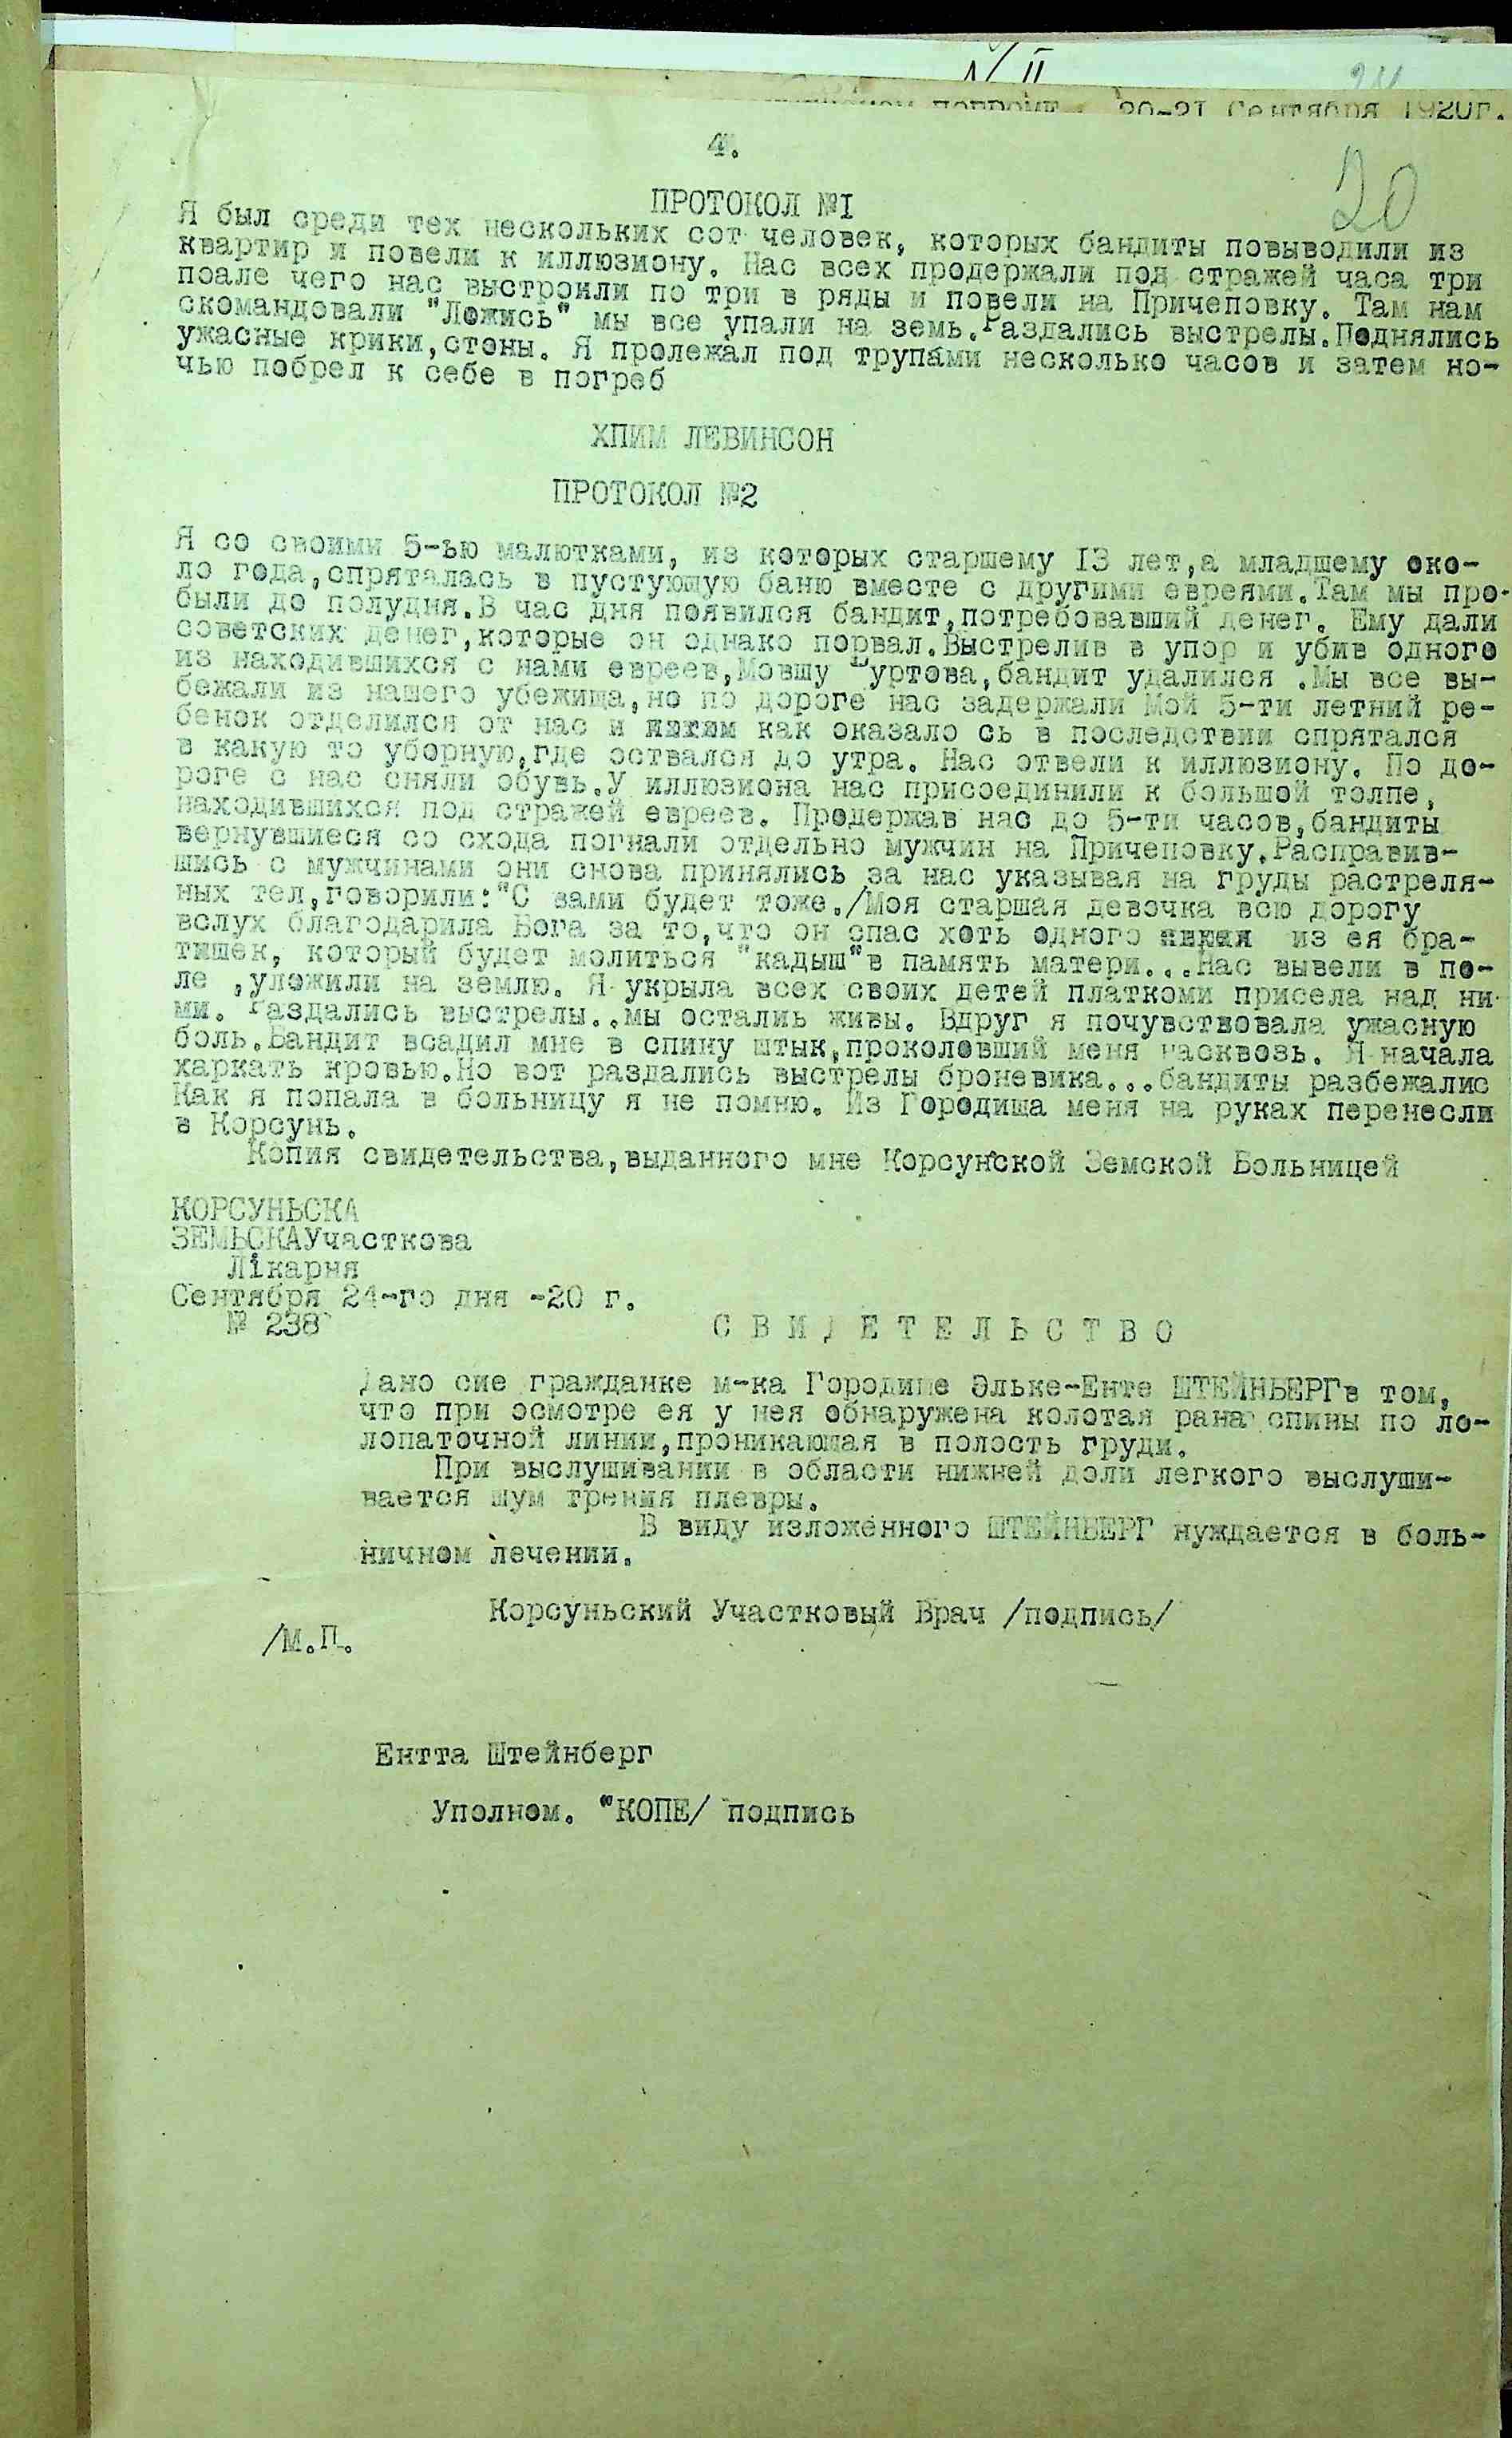 N II
20-21 Сентября 1920г.
4.
20
ПРОТОКОЛ №I
Я был среди тех нескольких сот человек, которых бандиты повыводили из
квартир и повели к иллюзиону. Нас всех продержали под стражей часа три
поале чего нас выстроили по три в ряды и повели на Причеповку. Там нам
скомандовали "Ложись" мы все упали на земь.Раздались выстрелы.Поднялись
ужасные крики,стоны. Я пролежал под трупами несколько часов и затем но-
чью побрел к себе в погреб
ХПИМ ЛЕВИНСОН
ПРОТОКОЛ №2
Я со своими 5-ью малютками, из которых старшему I3 лет,а младшему око-
ло года,спряталась в пустующую баню вместе с другими евреями.Там мы про-
были до полудня.В час дня появился бандит,потребовавший денег. Ему дали
советских денег,которые он однако порвал.Выстрелив в упор и убив одного
из находившихся с нами евреев,Мовшу Буртова,бандит удалился .Мы все вы-
бежали из нашего убежища,но по дороге нас задержали Мой 5-ти летний ре-
бенок отделился от нас и как оказало сь в последствии спрятался
в какую то уборную,где оствался до утра. Нас отвели к иллюзиону. По до-
роге с нас сняли обувь.У иллюзиона нас присоединили к большой толпе,
находившихся под стражей евреев. Продержав нас до 5-ти часов,бандиты
вернувшиеся со схода погнали отдельно мужчин на Причеповку.Расправив-
шись с мужчинами они снова принялись за нас указывая на груды растреля-
ных тел,говорили:"С вами будет тоже./Моя старшая девочка всю дорогу
вслух благодарила Бога за то,что он спас хоть одного из ея бра-
тишек, который будет молиться "кадыш"в память матери...Нас вывели в по-
ле ,уложили на землю. Я укрыла всех своих детей платкоми присела над ни-
ми. Раздались выстрелы..мы осталиь живы. Вдруг я почувствовала ужасную
боль.Бандит всадил мне в спину штык,проколовший меня насквозь. Я начала
харкать кровью.Но вот раздались выстрелы броневика...бандиты разбежалис
Как я попала в больницу я не помню. Из Городища меня на руках перенесли
в Корсунь.
Копия свидетельства,выданного мне Корсунской Земской Больницей
КОРСУНЬСКА
ЗЕМЬСКАУчасткова
Лiкарня
Сентября 24-го дня -20 г.
№ 238
С В И Д Е Т Е Л Ь С Т В О
Дано сие гражданке м-ка Городище Эльке-Енте ШТЕЙНБЕРГв том,
что при осмотре ея у нея обнаружена колотая рана спины по ло-
лопаточной линии,проникающая в полость груди.
При выслушивании в области нижней доли легкого выслуши-
вается шум трения плевры.
В виду изложенного ШТЕЙНБЕРГ нуждается в боль-
ничном лечении.
Корсуньский Участковый Врач /подпись/
/М.П.
Ентта Штейнберг
Уполном. "КОПЕ/ подпись